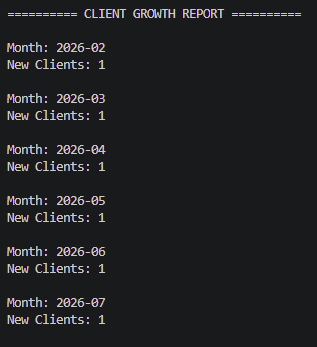 ========== CLIENT GROWTH REPORT ==========
Month: 2026-02
New Clients: 1
Month: 2026-03
New Clients: 1
Month: 2026-04
New Clients: 1
Month: 2026-05
New Clients: 1
Month: 2026-06
New Clients: 1
Month: 2026-07
New Clients: 1